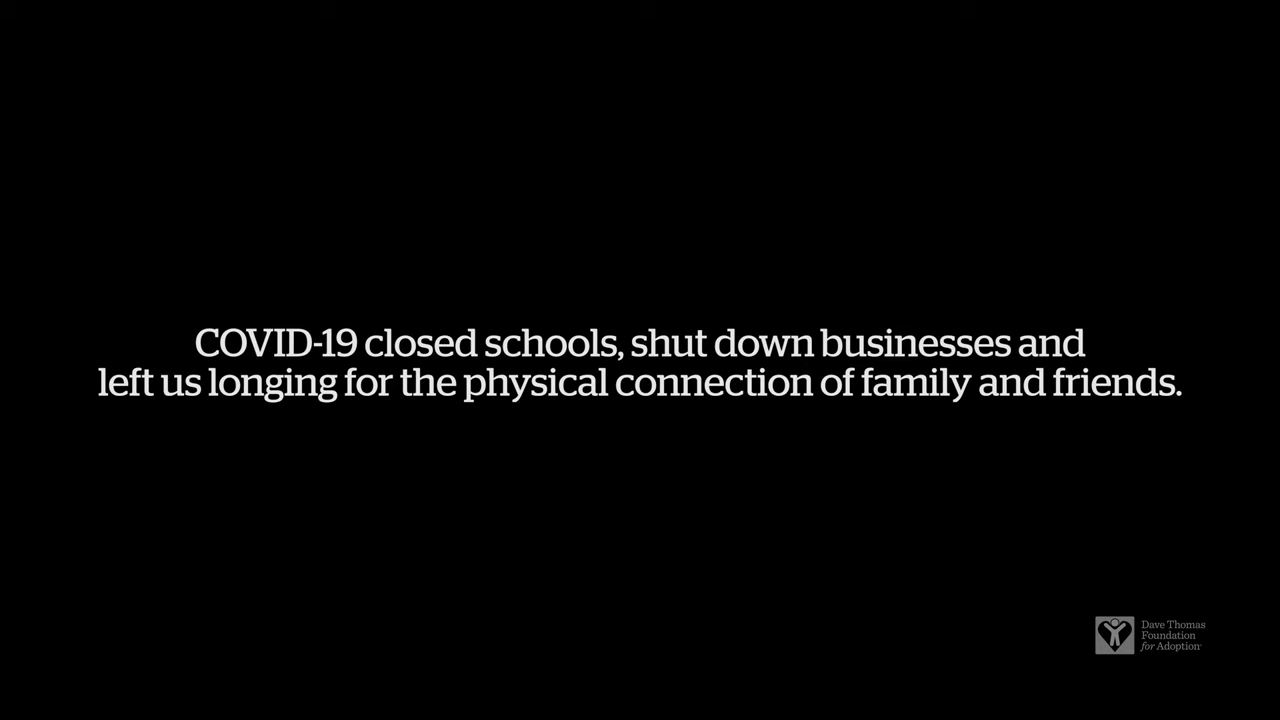 COVID-19 closed schools, shut down businesses and
left us longing for the physical connection of family and friends.
Dave Thomas
Foundation
for Adoption